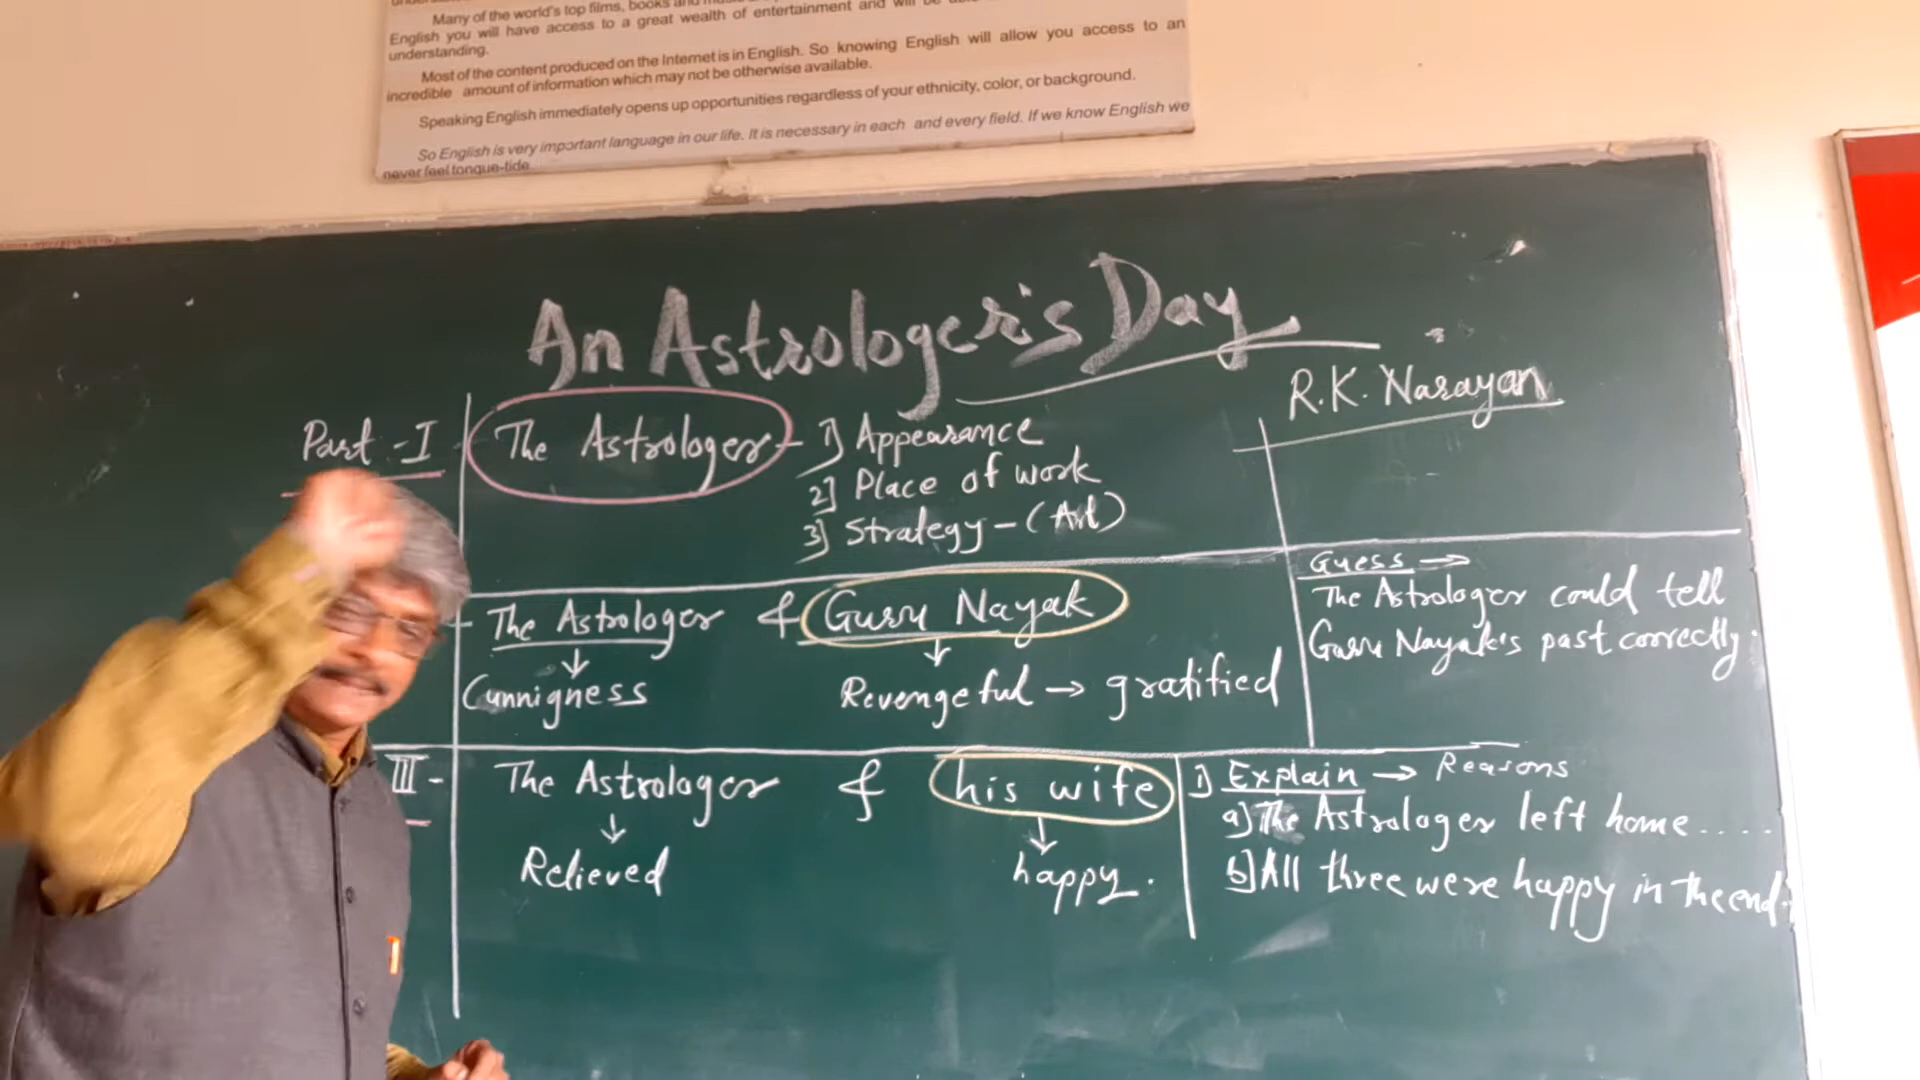 Many of the world's top films, books and
English you will have access to a great wealth of entertainment and will be
understanding.
Most of the content produced on the Internet is in English. So knowing English will allow you access to an
incredible amount of information which may not be otherwise available.
Speaking English immediately opens up opportunities regardless of your ethnicity, color, or background.
So English is very important language in our life. It is necessary in each and every field. If we know English we
never feel tongue-tide.
An Astrologer's Day
R.K. Narayan
Part - I
The Astrologer - 1) Appearance
2] Place of work
3] Strategy - (Art)
The Astrologer & Guru Nayak
Cunnigness
Revengeful → gratified
Guess →
The Astrologer could tell
Guru Nayak's past correctly.
III -
The Astrologer & his wife
Relieved
happy.
1) Explain → Reasons
a) The Astrologer left home....
b) All three were happy in the end.